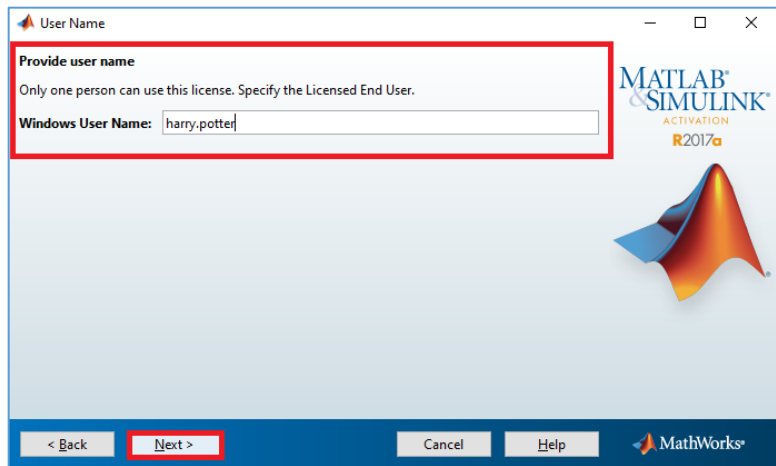 User Name
Provide user name
Only one person can use this license. Specify the Licensed End User.
Windows User Name: harry.potter
MATLAB®
&SIMULINK®
ACTIVATION
R2017a
< Back Next > Cancel Help MathWorks®